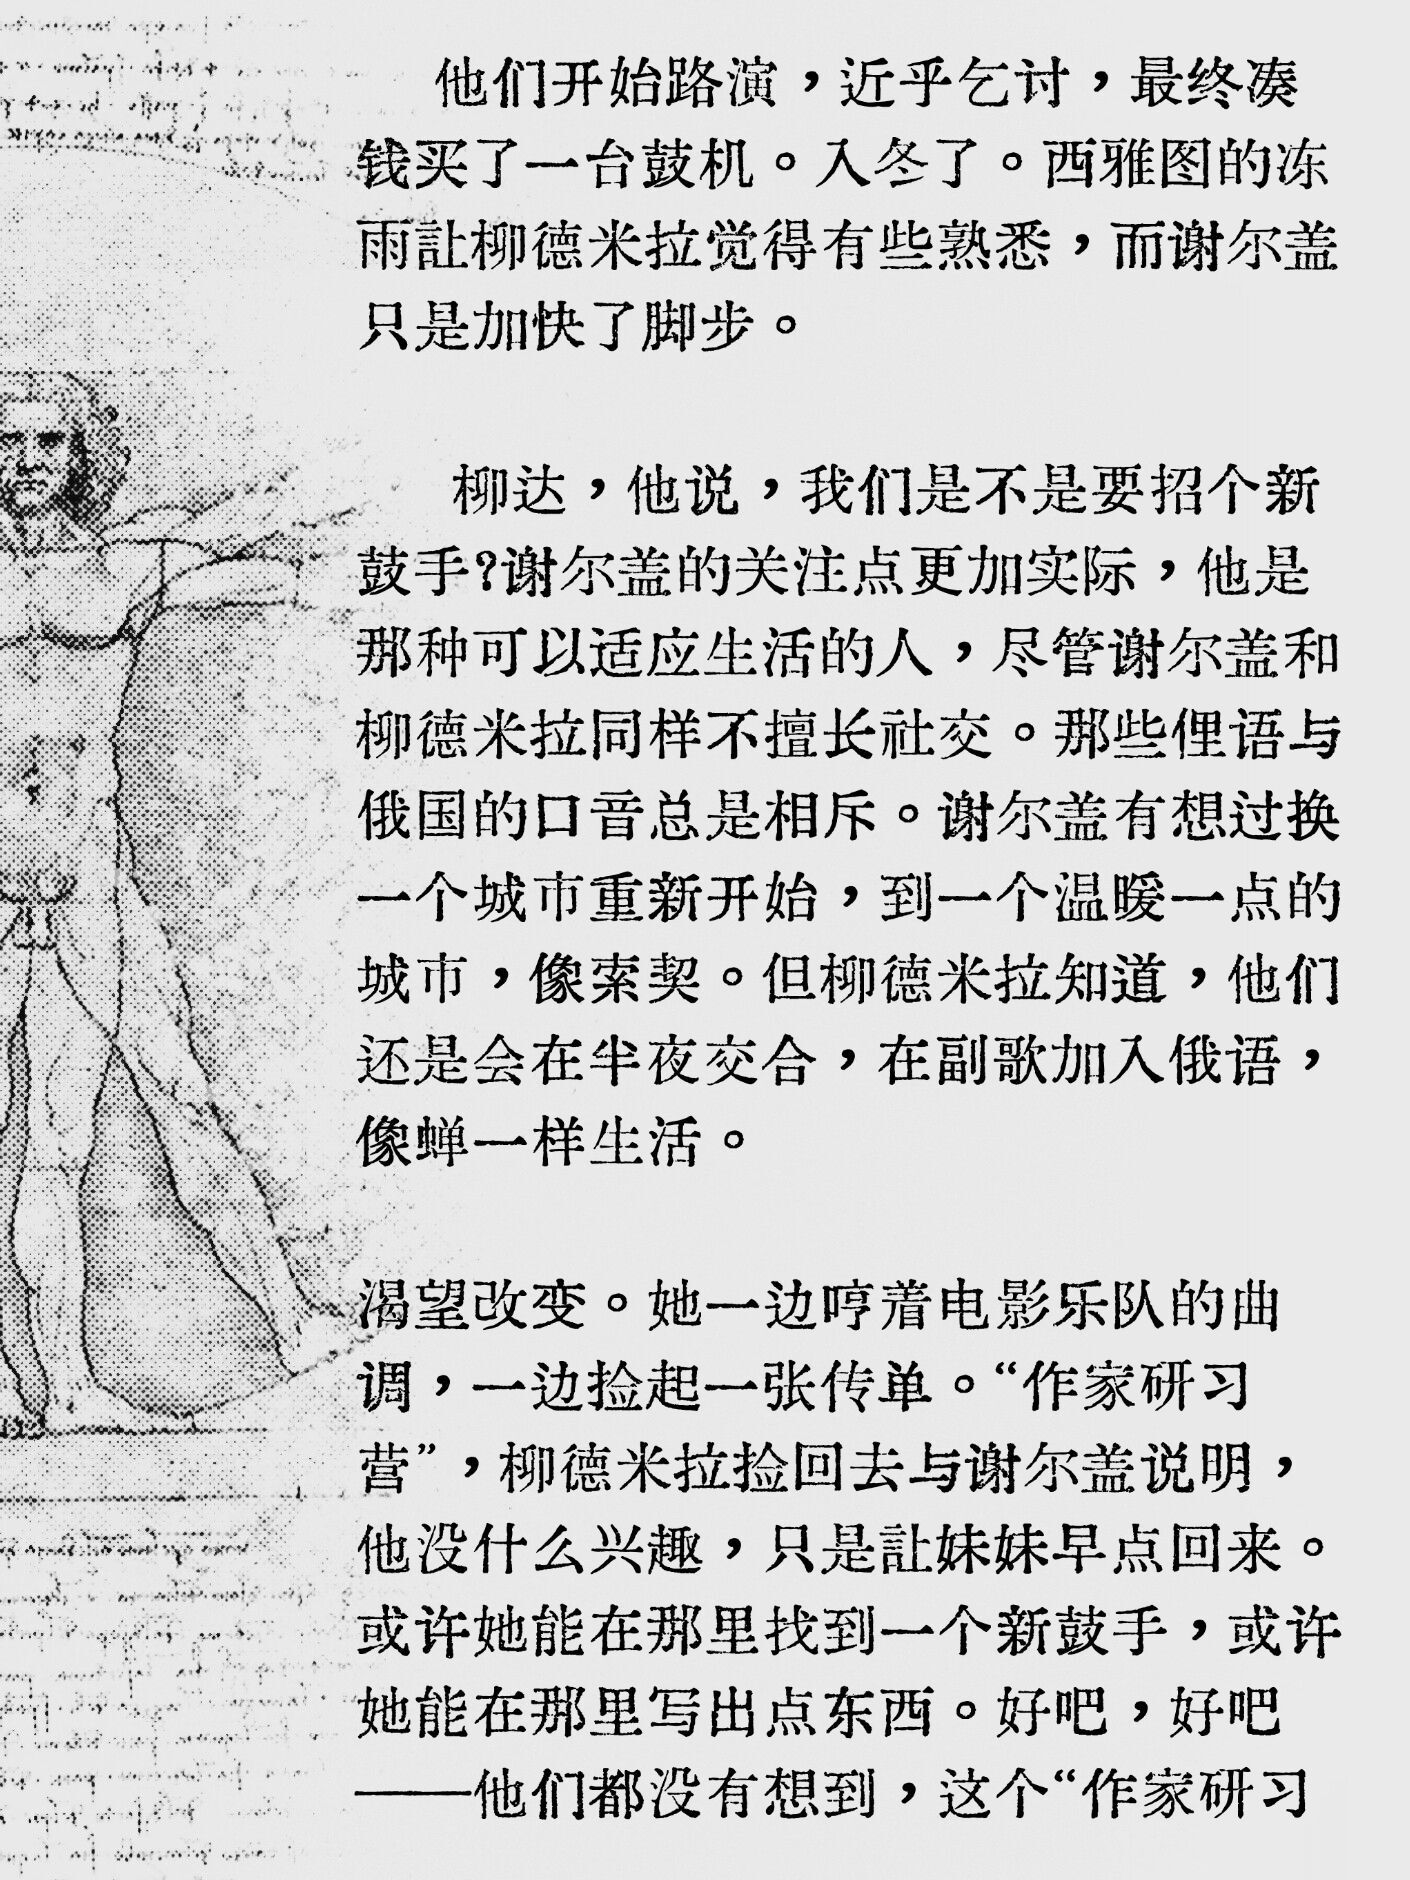 他们开始路演，近乎乞讨，最终凑
钱买了一台鼓机。入冬了。西雅图的冻
雨訨柳德米拉觉得有些熟悉，而谢尔盖
只是加快了脚步。
柳达，他说，我们是不是要招个新
鼓手?谢尔盖的关注点更加实际，他是
那种可以适应生活的人，尽管谢尔盖和
柳德米拉同样不擅长社交。那些俚语与
俄国的口音总是相斥。谢尔盖有想过换
一个城市重新开始，到一个温暖一点的
城市，像索契。但柳德米拉知道，他们
还是会在半夜交合，在副歌加入俄语，
像蝉一样生活。
渴望改变。她一边哼着电影乐队的曲
调，一边捡起一张传单。“作家研习
营”，柳德米拉捡回去与谢尔盖说明，
他没什么兴趣，只是訨妹妹早点回来。
或许她能在那里找到一个新鼓手，或许
她能在那里写出点东西。好吧，好吧
——他们都没有想到，这个“作家研习